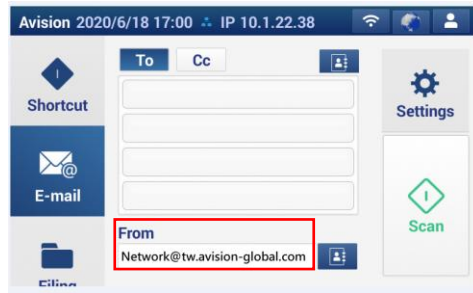 Avision 2020/6/18 17:00 IP 10.1.22.38
To Cc
Shortcut
Settings
E-mail
Scan
From
Network@tw.avision-global.com
Filing